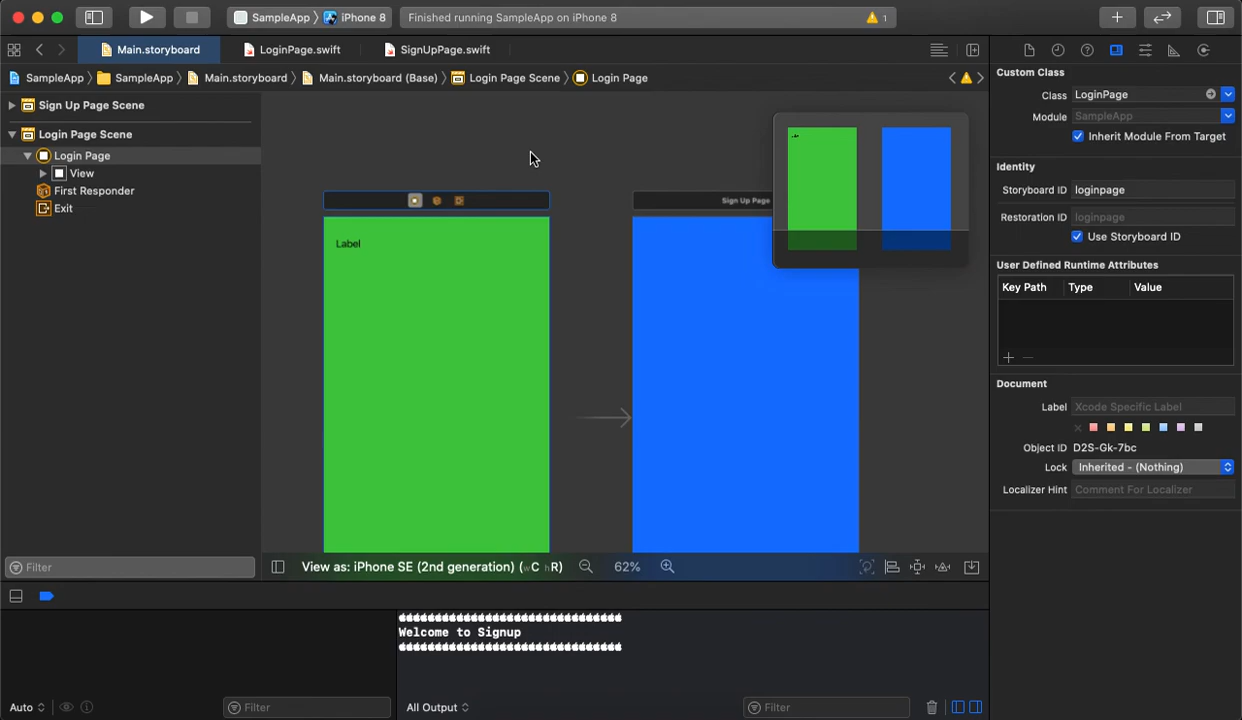 SampleApp 〉 iPhone 8
Finished running SampleApp on iPhone 8
1
Main.storyboard
LoginPage.swift
SignUpPage.swift
SampleApp 〉 SampleApp 〉 Main.storyboard 〉 Main.storyboard (Base) 〉 Login Page Scene 〉 Login Page
Sign Up Page Scene
Login Page Scene
Login Page
View
First Responder
Exit
Filter
Sign Up Page
Label
View as: iPhone SE (2nd generation) (wC hR)
62%
Custom Class
Class LoginPage
Module SampleApp
Inherit Module From Target
Identity
Storyboard ID loginpage
Restoration ID loginpage
Use Storyboard ID
User Defined Runtime Attributes
Key Path Type Value
Document
Label Xcode Specific Label
Object ID D2S-Gk-7bc
Lock Inherited - (Nothing)
Localizer Hint Comment For Localizer
Welcome to Signup
Auto
Filter
All Output
Filter